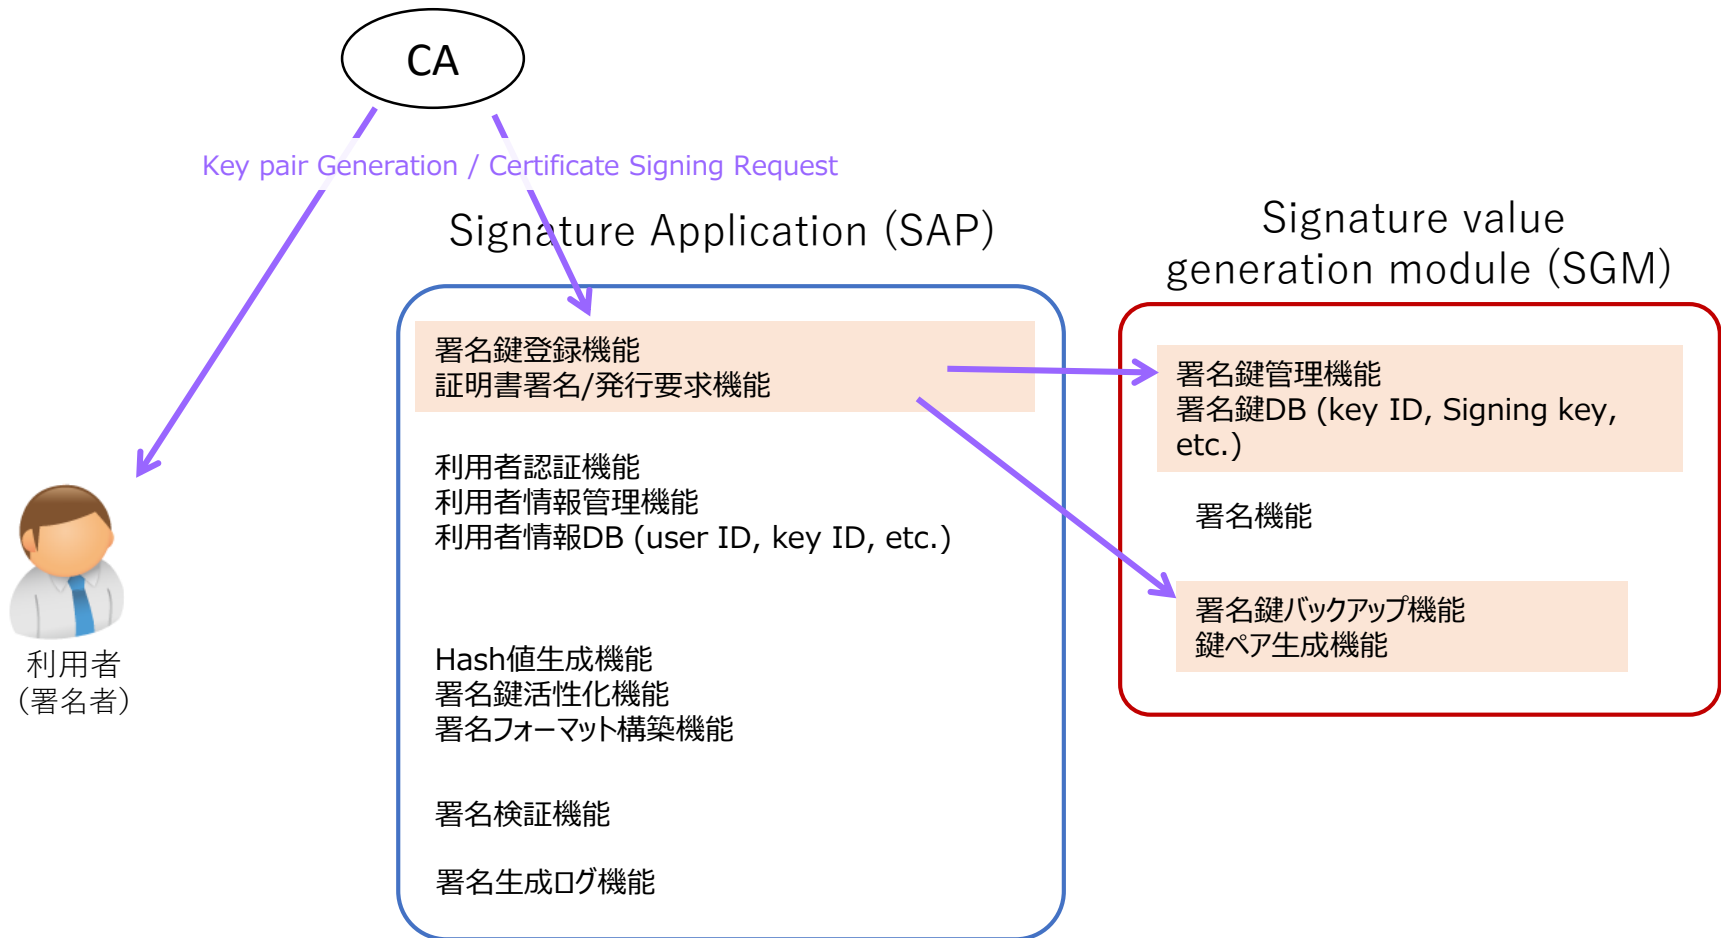 CA
Key pair Generation / Certificate Signing Request
Signature Application (SAP)
署名鍵登録機能
証明書署名/発行要求機能
利用者認証機能
利用者情報管理機能
利用者情報DB (user ID, key ID, etc.)
Hash値生成機能
署名鍵活性化機能
署名フォーマット構築機能
署名検証機能
署名生成ログ機能
Signature value
generation module (SGM)
署名鍵管理機能
署名鍵DB (key ID, Signing key,
etc.)
署名機能
署名鍵バックアップ機能
鍵ペア生成機能
利用者
(署名者)